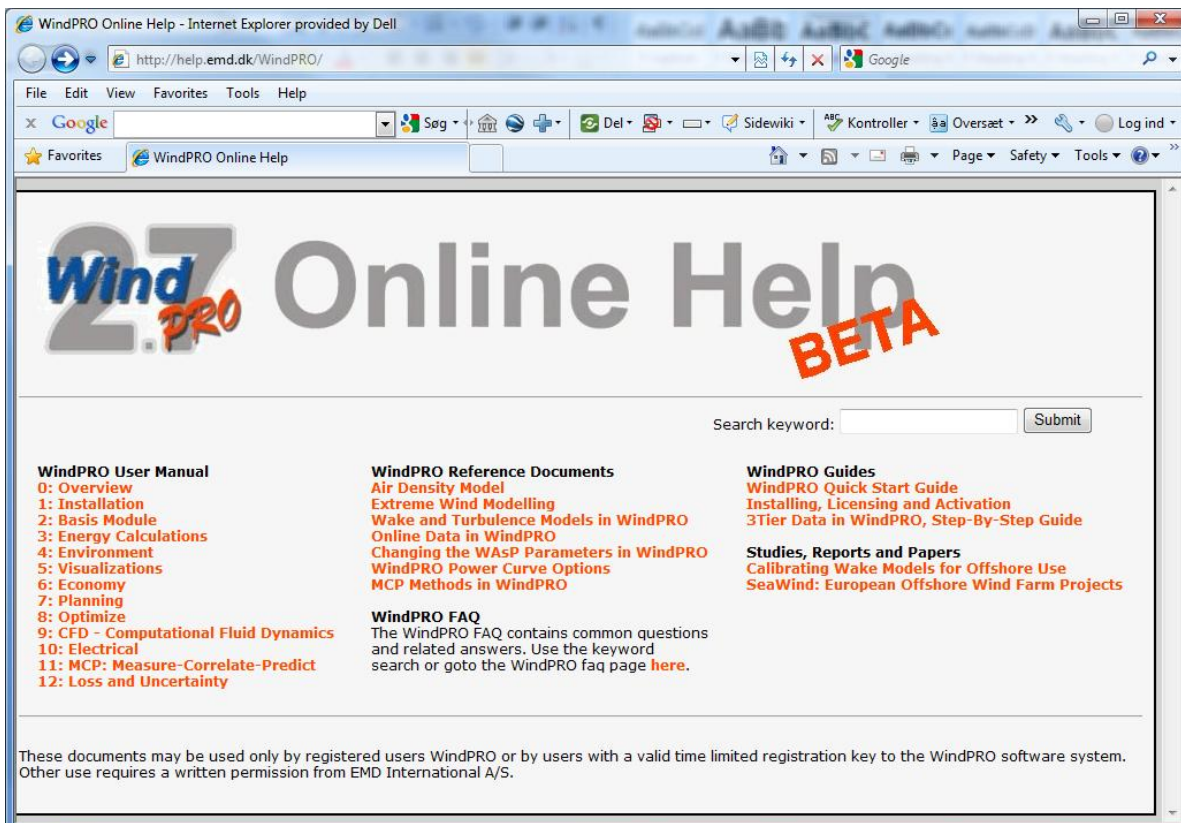 WindPRO Online Help - Internet Explorer provided by Dell
http://help.emd.dk/WindPRO/
Google
File Edit View Favorites Tools Help
x Google Søg Del Sidewiki ABC Kontroller aa Oversæt Log ind
Favorites WindPRO Online Help Page Safety Tools
2.7 WindPRO Online Help BETA
Search keyword: Submit
WindPRO User Manual
0: Overview
1: Installation
2: Basis Module
3: Energy Calculations
4: Environment
5: Visualizations
6: Economy
7: Planning
8: Optimize
9: CFD - Computational Fluid Dynamics
10: Electrical
11: MCP: Measure-Correlate-Predict
12: Loss and Uncertainty
WindPRO Reference Documents
Air Density Model
Extreme Wind Modelling
Wake and Turbulence Models in WindPRO
Online Data in WindPRO
Changing the WAsP Parameters in WindPRO
WindPRO Power Curve Options
MCP Methods in WindPRO
WindPRO FAQ
The WindPRO FAQ contains common questions
and related answers. Use the keyword
search or goto the WindPRO faq page here.
WindPRO Guides
WindPRO Quick Start Guide
Installing, Licensing and Activation
3Tier Data in WindPRO, Step-By-Step Guide
Studies, Reports and Papers
Calibrating Wake Models for Offshore Use
SeaWind: European Offshore Wind Farm Projects
These documents may be used only by registered users WindPRO or by users with a valid time limited registration key to the WindPRO software system.
Other use requires a written permission from EMD International A/S.